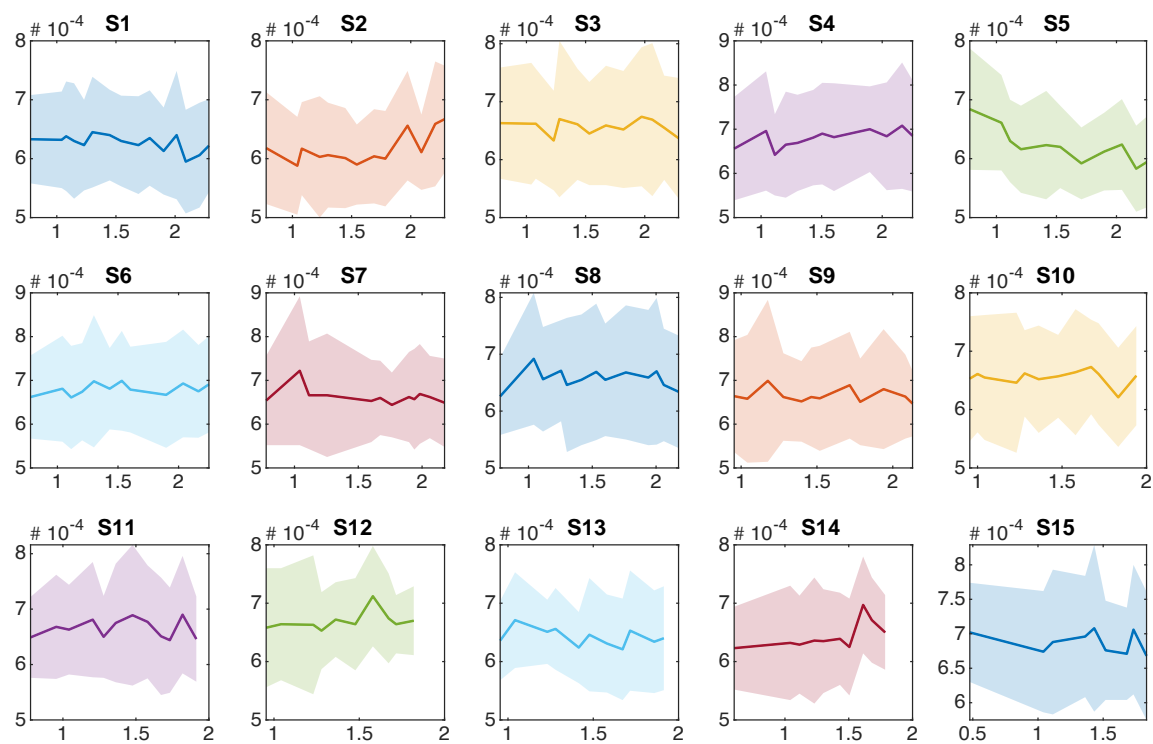 # 10^-4 S1 # 10^-4 S2 # 10^-4 S3 # 10^-4 S4 # 10^-4 S5
8 8 8 9 8
7 7 7 8 7
6 6 6 7 6
5 5 5 6 5
5
1 1.5 2 1 1.5 2 1 1.5 2 1 1.5 2 1 1.5 2
# 10^-4 S6 # 10^-4 S7 # 10^-4 S8 # 10^-4 S9 # 10^-4 S10
9 9 8 9 8
8 8 7 8 7
7 7 6 7 6
6 6 5 6 5
5 5 5
1 1.5 2 1 1.5 2 1 1.5 2 1 1.5 2 1 1.5 2
# 10^-4 S11 # 10^-4 S12 # 10^-4 S13 # 10^-4 S14 # 10^-4 S15
8 8 8 8 8
7 7 7 7 7.5
6 6 6 6 7
5 5 5 5 6.5
6
1 1.5 2 1 1.5 2 1 1.5 2 1 1.5 2 0.5 1 1.5